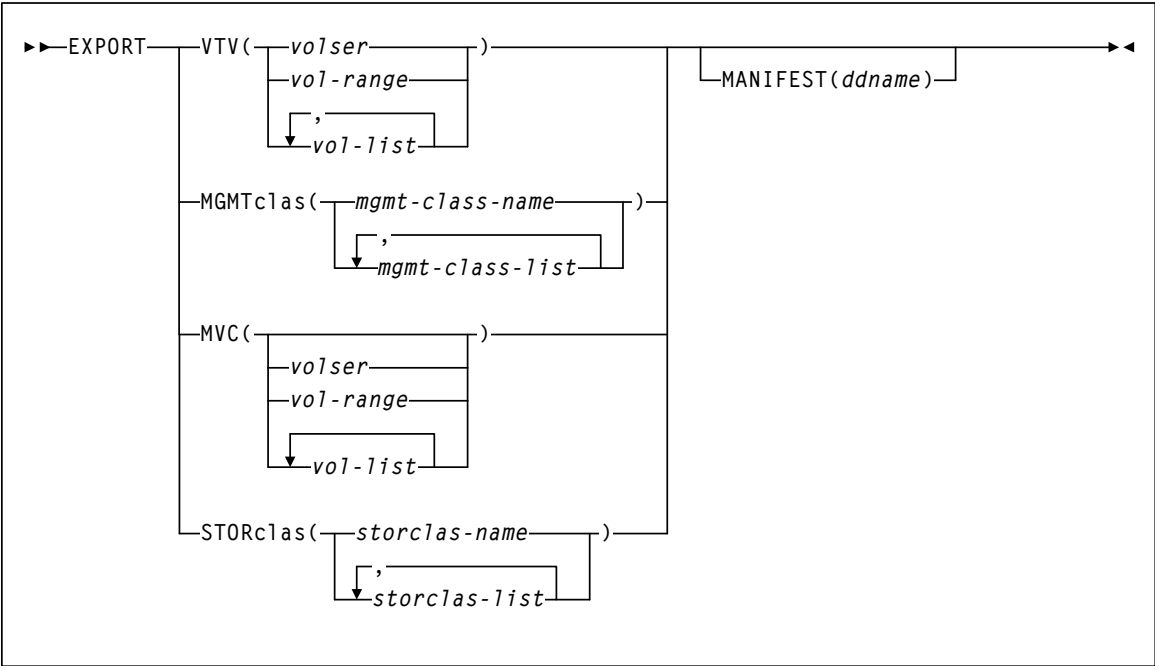 EXPORT VTV( volser )
vol-range MANIFEST(ddname)
,
vol-list
MGMTclas( mgmt-class-name )
,
mgmt-class-list
MVC( )
volser
vol-range
vol-list
STORclas( storclas-name )
,
storclas-list